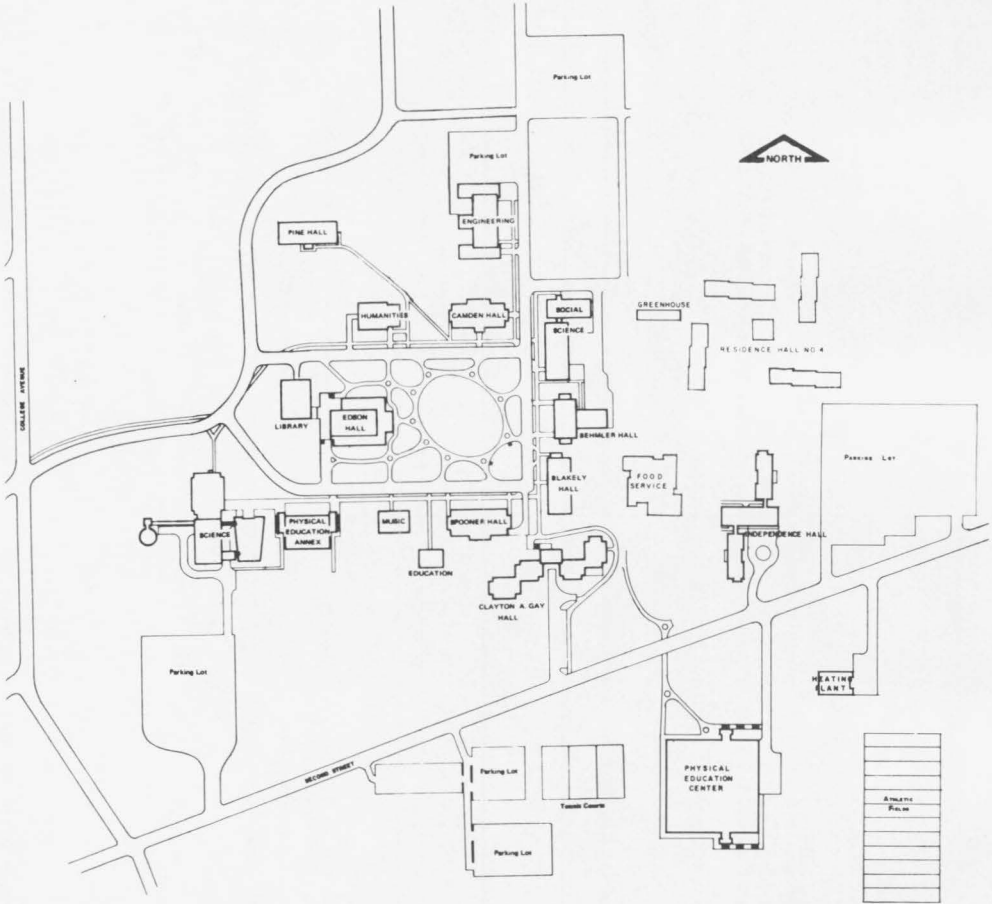 Parking Lot
NORTH
Parking Lot
ENGINEERING
PINE HALL
GREENHOUSE
SOCIAL
SCIENCE
HUMANITIES
CAMDEN HALL
RESIDENCE HALL NO 4
COLLEGE AVENUE
LIBRARY
EDSON
HALL
BEHMLER HALL
PARKING LOT
BLAKELY
HALL
FOOD
SERVICE
SCIENCE
PHYSICAL
EDUCATION
ANNEX
MUSIC
SPOONER HALL
INDEPENDENCE HALL
EDUCATION
CLAYTON A. GAY
HALL
Parking Lot
HEATING
PLANT
SECOND STREET
Parking Lot
PHYSICAL
EDUCATION
CENTER
Tennis Courts
ATHLETIC
FIELDS
Parking Lot